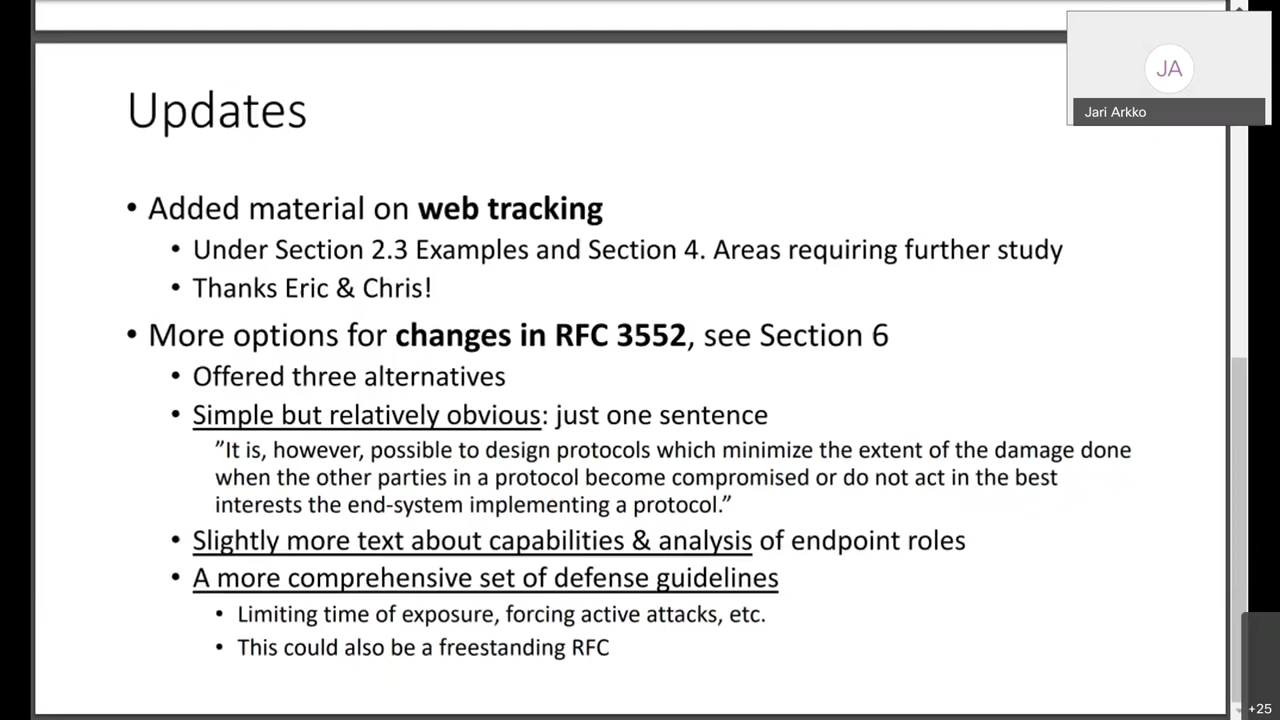 JA
Jari Arkko
Updates
• Added material on web tracking
• Under Section 2.3 Examples and Section 4. Areas requiring further study
• Thanks Eric & Chris!
• More options for changes in RFC 3552, see Section 6
• Offered three alternatives
• Simple but relatively obvious: just one sentence
”It is, however, possible to design protocols which minimize the extent of the damage done
when the other parties in a protocol become compromised or do not act in the best
interests the end-system implementing a protocol.”
• Slightly more text about capabilities & analysis of endpoint roles
• A more comprehensive set of defense guidelines
• Limiting time of exposure, forcing active attacks, etc.
• This could also be a freestanding RFC
+25